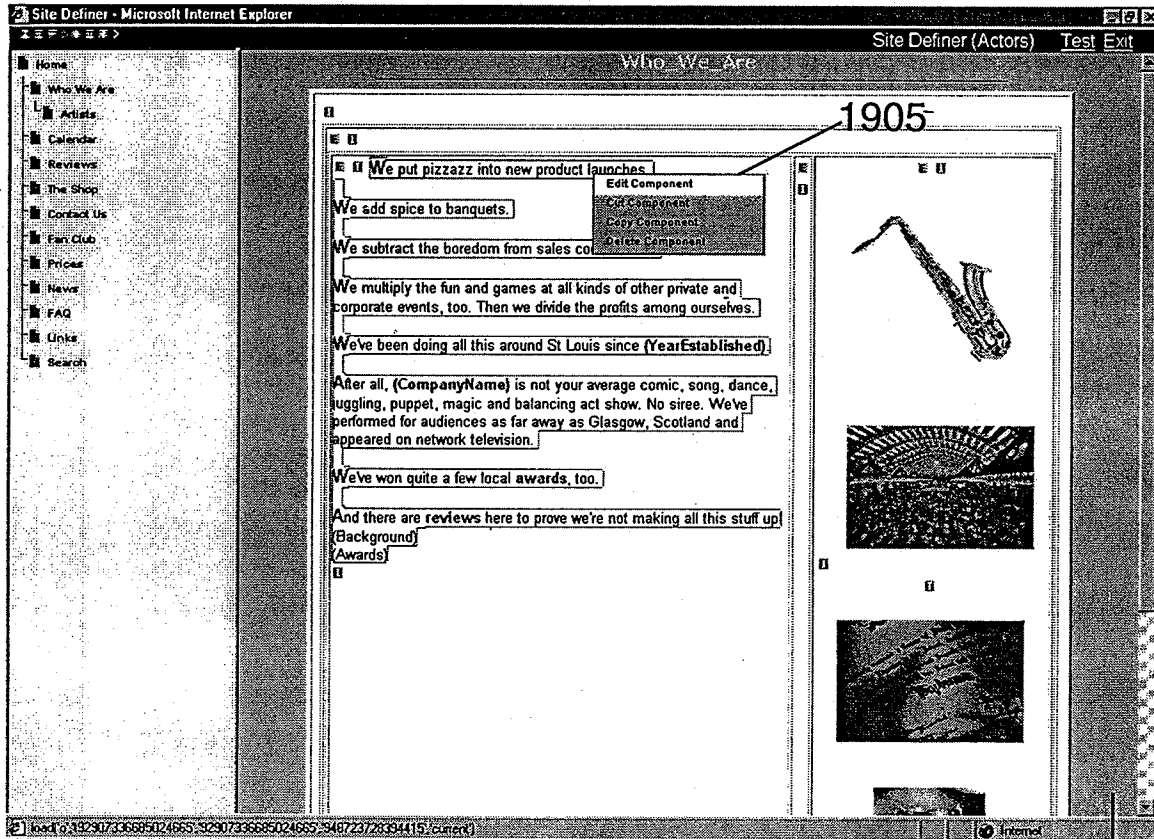 Site Definer - Microsoft Internet Explorer
Site Definer (Actors) Test Exit
Home
Who We Are
Artists
Calendar
Reviews
The Shop
Contact Us
Fan Club
Prices
News
FAQ
Links
Search
Who_We_Are
1905
I
E I
E I We put pizzazz into new product launches.
We add spice to banquets.
We subtract the boredom from sales
We multiply the fun and games at all kinds of other private and
corporate events, too. Then we divide the profits among ourselves.
We've been doing all this around St Louis since (YearEstablished).
After all, (CompanyName) is not your average comic, song, dance,
juggling, puppet, magic and balancing act show. No siree. We've
performed for audiences as far away as Glasgow, Scotland and
appeared on network television.
We've won quite a few local awards, too.
And there are reviews here to prove we're not making all this stuff up!
(Background)
(Awards)
I
Edit Component
Cut Component
Copy Component
Delete Component
E
I
E I
I
I
Internet